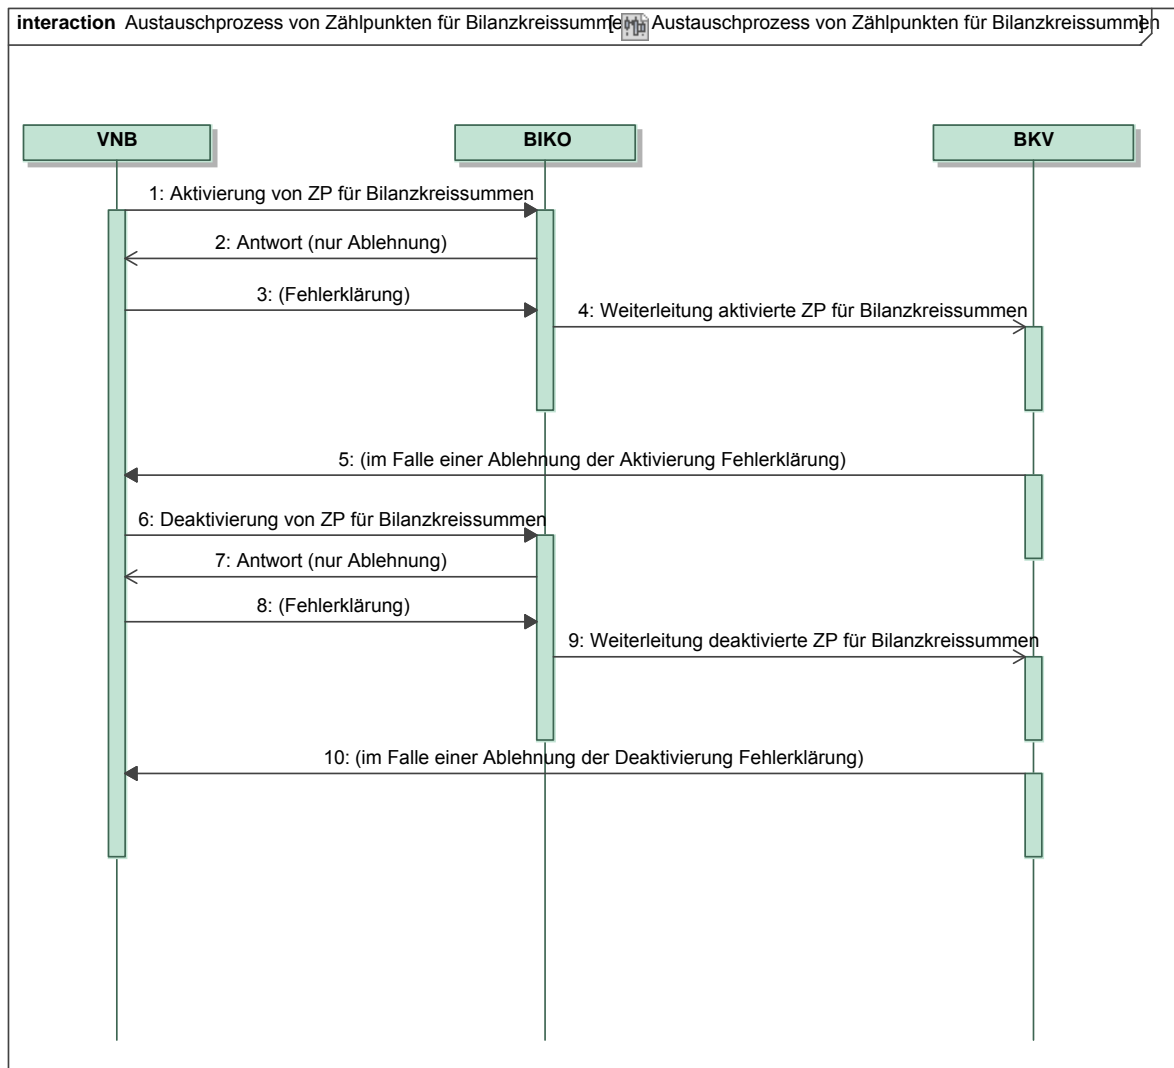 interaction Austauschprozess von Zählpunkten für Bilanzkreissummen[ Austauschprozess von Zählpunkten für Bilanzkreissummen]
VNB
BIKO
BKV
1: Aktivierung von ZP für Bilanzkreissummen
2: Antwort (nur Ablehnung)
3: (Fehlerklärung)
4: Weiterleitung aktivierte ZP für Bilanzkreissummen
5: (im Falle einer Ablehnung der Aktivierung Fehlerklärung)
6: Deaktivierung von ZP für Bilanzkreissummen
7: Antwort (nur Ablehnung)
8: (Fehlerklärung)
9: Weiterleitung deaktivierte ZP für Bilanzkreissummen
10: (im Falle einer Ablehnung der Deaktivierung Fehlerklärung)